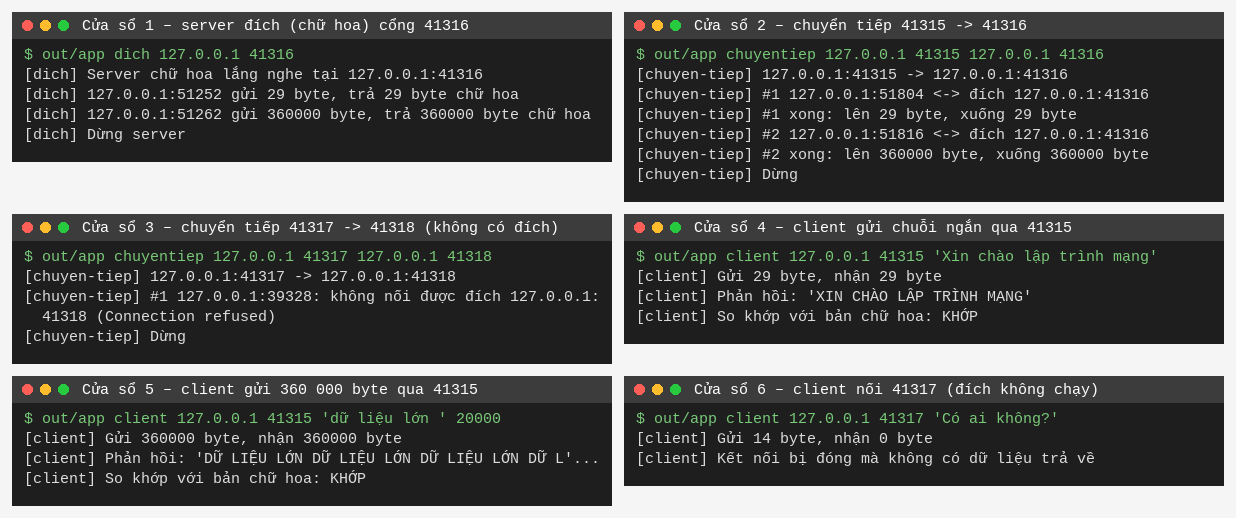 Cửa sổ 1 – server đích (chữ hoa) cổng 41316
$ out/app dich 127.0.0.1 41316
[dich] Server chữ hoa lắng nghe tại 127.0.0.1:41316
[dich] 127.0.0.1:51252 gửi 29 byte, trả 29 byte chữ hoa
[dich] 127.0.0.1:51262 gửi 360000 byte, trả 360000 byte chữ hoa
[dich] Dừng server
Cửa sổ 2 – chuyển tiếp 41315 -> 41316
$ out/app chuyentiep 127.0.0.1 41315 127.0.0.1 41316
[chuyen-tiep] 127.0.0.1:41315 -> 127.0.0.1:41316
[chuyen-tiep] #1 127.0.0.1:51804 <-> đích 127.0.0.1:41316
[chuyen-tiep] #1 xong: lên 29 byte, xuống 29 byte
[chuyen-tiep] #2 127.0.0.1:51816 <-> đích 127.0.0.1:41316
[chuyen-tiep] #2 xong: lên 360000 byte, xuống 360000 byte
[chuyen-tiep] Dừng
Cửa sổ 3 – chuyển tiếp 41317 -> 41318 (không có đích)
$ out/app chuyentiep 127.0.0.1 41317 127.0.0.1 41318
[chuyen-tiep] 127.0.0.1:41317 -> 127.0.0.1:41318
[chuyen-tiep] #1 127.0.0.1:39328: không nối được đích 127.0.0.1:
41318 (Connection refused)
[chuyen-tiep] Dừng
Cửa sổ 4 – client gửi chuỗi ngắn qua 41315
$ out/app client 127.0.0.1 41315 'Xin chào lập trình mạng'
[client] Gửi 29 byte, nhận 29 byte
[client] Phản hồi: 'XIN CHÀO LẬP TRÌNH MẠNG'
[client] So khớp với bản chữ hoa: KHỚP
Cửa sổ 5 – client gửi 360 000 byte qua 41315
$ out/app client 127.0.0.1 41315 'dữ liệu lớn ' 20000
[client] Gửi 360000 byte, nhận 360000 byte
[client] Phản hồi: 'DỮ LIỆU LỚN DỮ LIỆU LỚN DỮ LIỆU LỚN DỮ L'...
[client] So khớp với bản chữ hoa: KHỚP
Cửa sổ 6 – client nối 41317 (đích không chạy)
$ out/app client 127.0.0.1 41317 'Có ai không?'
[client] Gửi 14 byte, nhận 0 byte
[client] Kết nối bị đóng mà không có dữ liệu trả về